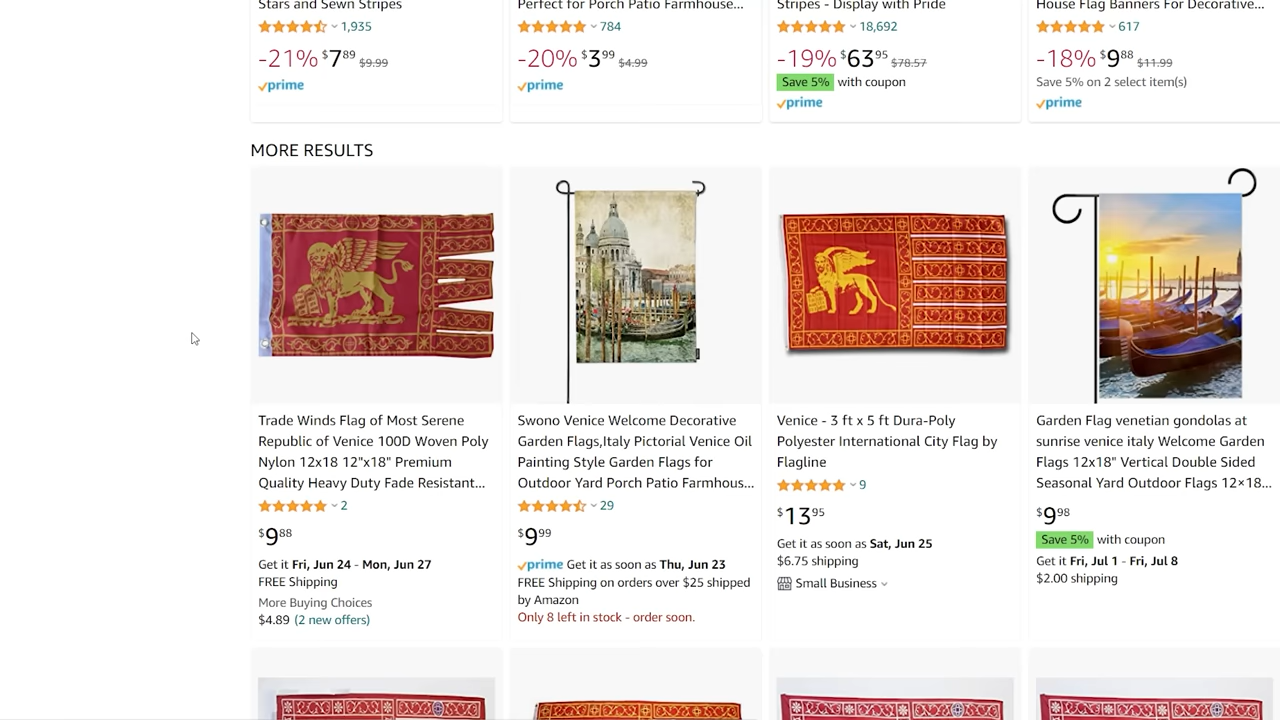 Stars and Sewn Stripes
1,935
-21% $7 89 $9.99
prime
Perfect for Porch Patio Farmhouse...
784
-20% $3 99 $4.99
prime
Stripes - Display with Pride
18,692
-19% $63 95 $78.57
Save 5% with coupon
prime
House Flag Banners For Decorative...
617
-18% $9 88 $11.99
Save 5% on 2 select item(s)
prime
MORE RESULTS
Trade Winds Flag of Most Serene
Republic of Venice 100D Woven Poly
Nylon 12x18 12"x18" Premium
Quality Heavy Duty Fade Resistant...
2
$9 88
Get it Fri, Jun 24 - Mon, Jun 27
FREE Shipping
More Buying Choices
$4.89 (2 new offers)
Swono Venice Welcome Decorative
Garden Flags,Italy Pictorial Venice Oil
Painting Style Garden Flags for
Outdoor Yard Porch Patio Farmhous...
29
$9 99
prime Get it as soon as Thu, Jun 23
FREE Shipping on orders over $25 shipped
by Amazon
Only 8 left in stock - order soon.
Venice - 3 ft x 5 ft Dura-Poly
Polyester International City Flag by
Flagline
9
$13 95
Get it as soon as Sat, Jun 25
$6.75 shipping
Small Business
Garden Flag venetian gondolas at
sunrise venice italy Welcome Garden
Flags 12x18" Vertical Double Sided
Seasonal Yard Outdoor Flags 12×18...
$9 98
Save 5% with coupon
Get it Fri, Jul 1 - Fri, Jul 8
$2.00 shipping